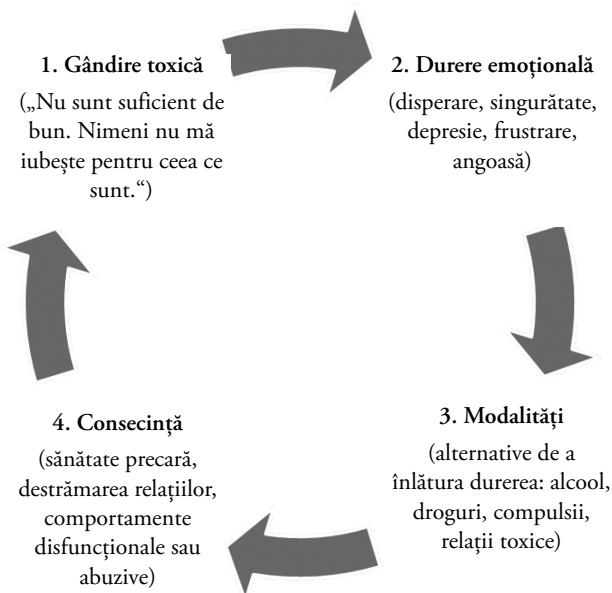 1. Gândire toxică
(„Nu sunt suficient de
bun. Nimeni nu mă
iubește pentru ceea ce
sunt.“)
2. Durere emoțională
(disperare, singurătate,
depresie, frustrare,
angoasă)
3. Modalități
(alternative de a
înlătura durerea: alcool,
droguri, compulsii,
relații toxice)
4. Consecință
(sănătate precară,
destrămarea relațiilor,
comportamente
disfuncționale sau
abuzive)